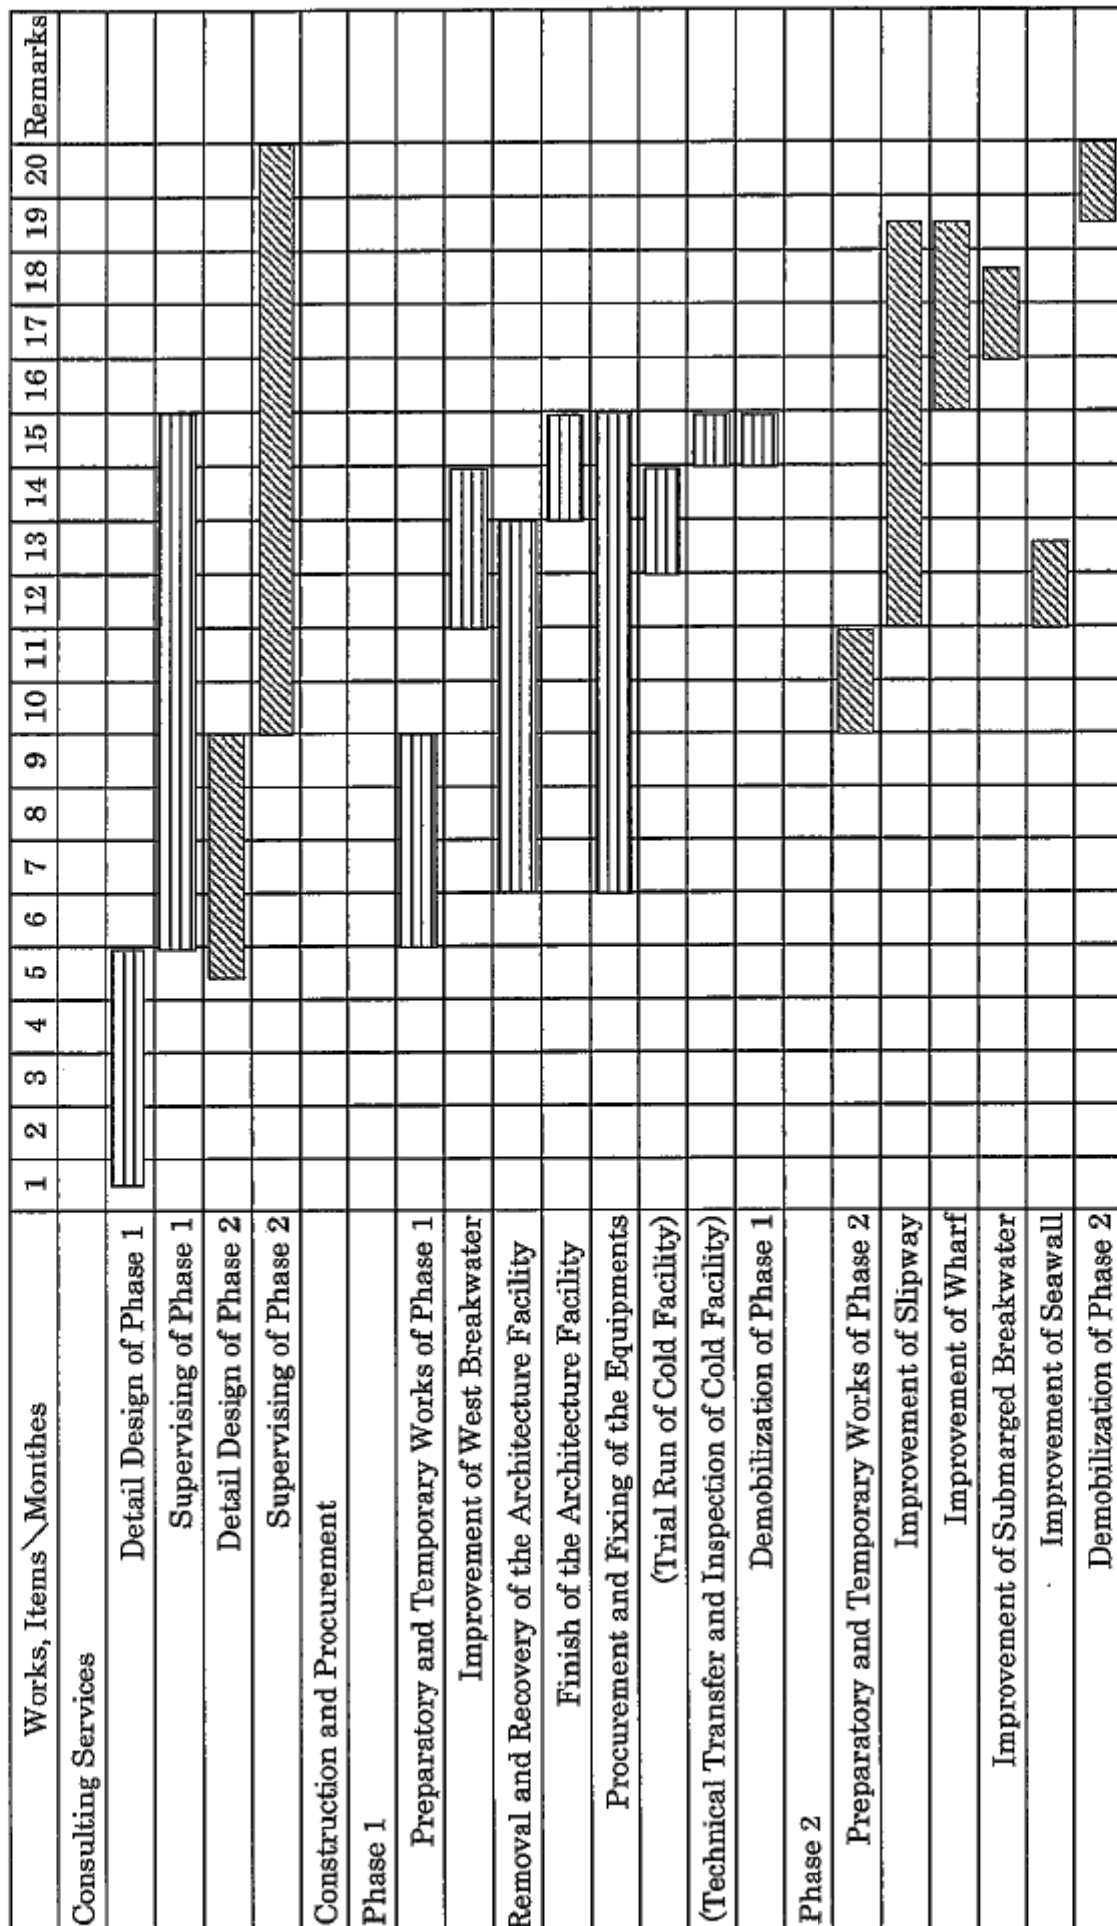 Works, Items＼Monthes 1 2 3 4 5 6 7 8 9 10 11 12 13 14 15 16 17 18 19 20 Remarks
Consulting Services
Detail Design of Phase 1
Supervising of Phase 1
Detail Design of Phase 2
Supervising of Phase 2
Construction and Procurement
Phase 1
Preparatory and Temporary Works of Phase 1
Improvement of West Breakwater
Removal and Recovery of the Architecture Facility
Finish of the Architecture Facility
Procurement and Fixing of the Equipments
(Trial Run of Cold Facility)
(Technical Transfer and Inspection of Cold Facility)
Demobilization of Phase 1
Phase 2
Preparatory and Temporary Works of Phase 2
Improvement of Slipway
Improvement of Wharf
Improvement of Submarged Breakwater
Improvement of Seawall
Demobilization of Phase 2